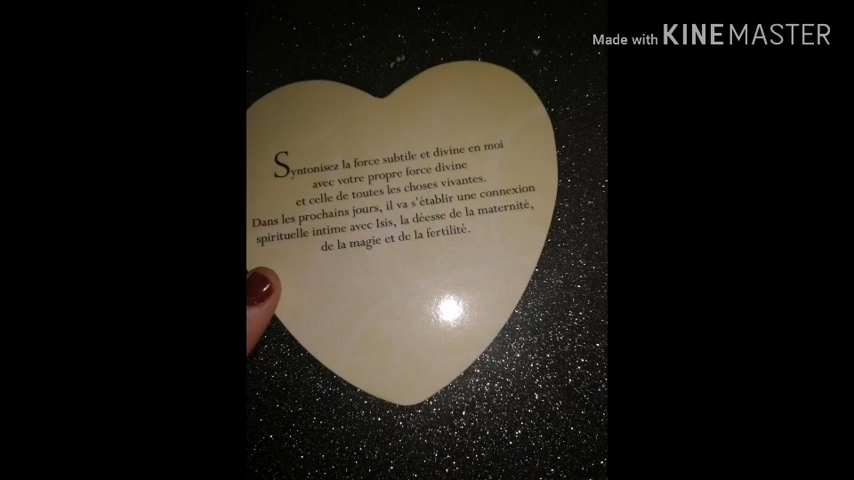 Made with KINEMASTER
Syntonisez la force subtile et divine en moi
avec votre propre force divine
et celle de toutes les choses vivantes.
Dans les prochains jours, il va s'établir une connexion
spirituelle intime avec Isis, la déesse de la maternité,
de la magie et de la fertilité.